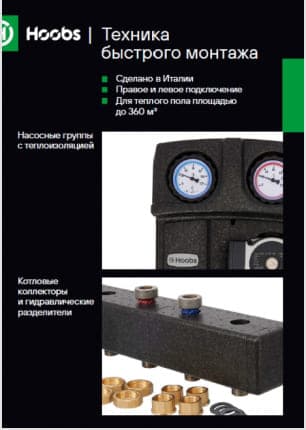 Hoobs | Техника
быстрого монтажа
Сделано в Италии
Правое и левое подключение
Для теплого пола площадью
до 360 м²
Насосные группы
с теплоизоляцией
Hoobs
Котловые
коллекторы
и гидравлические
разделители